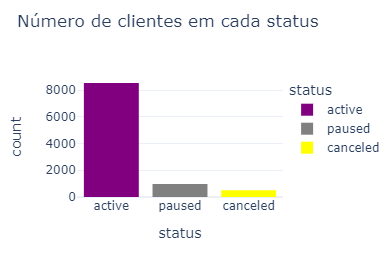 Número de clientes em cada status
count
8000
6000
4000
2000
0
active
paused
canceled
status
status
active
paused
canceled